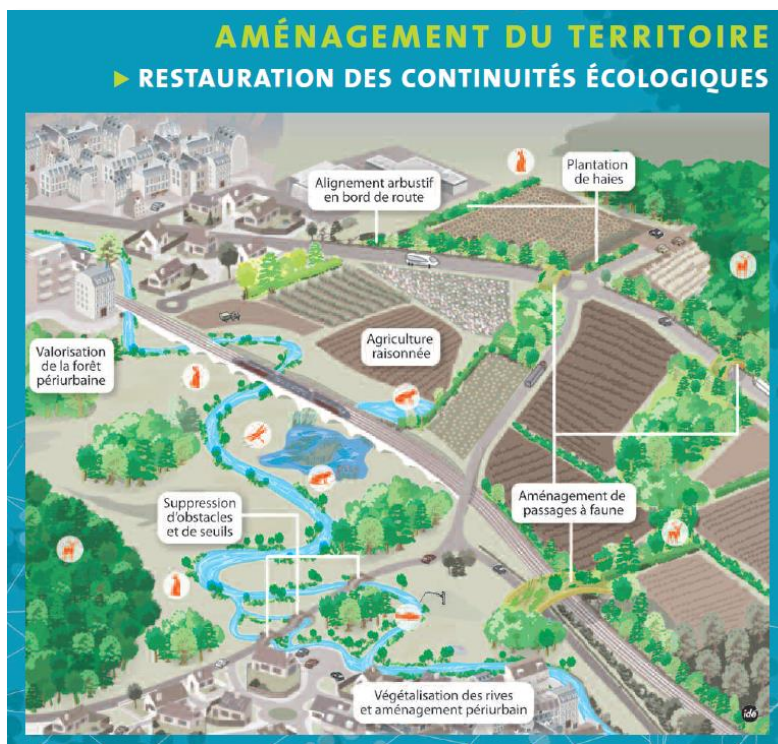 AMÉNAGEMENT DU TERRITOIRE
▶ RESTAURATION DES CONTINUITÉS ÉCOLOGIQUES
Alignement arbustif
en bord de route
Plantation
de haies
Valorisation
de la forêt
périurbaine
Agriculture
raisonnée
Suppression
d'obstacles
et de seuils
Aménagement de
passages à faune
Végétalisation des rives
et aménagement périurbain
idé